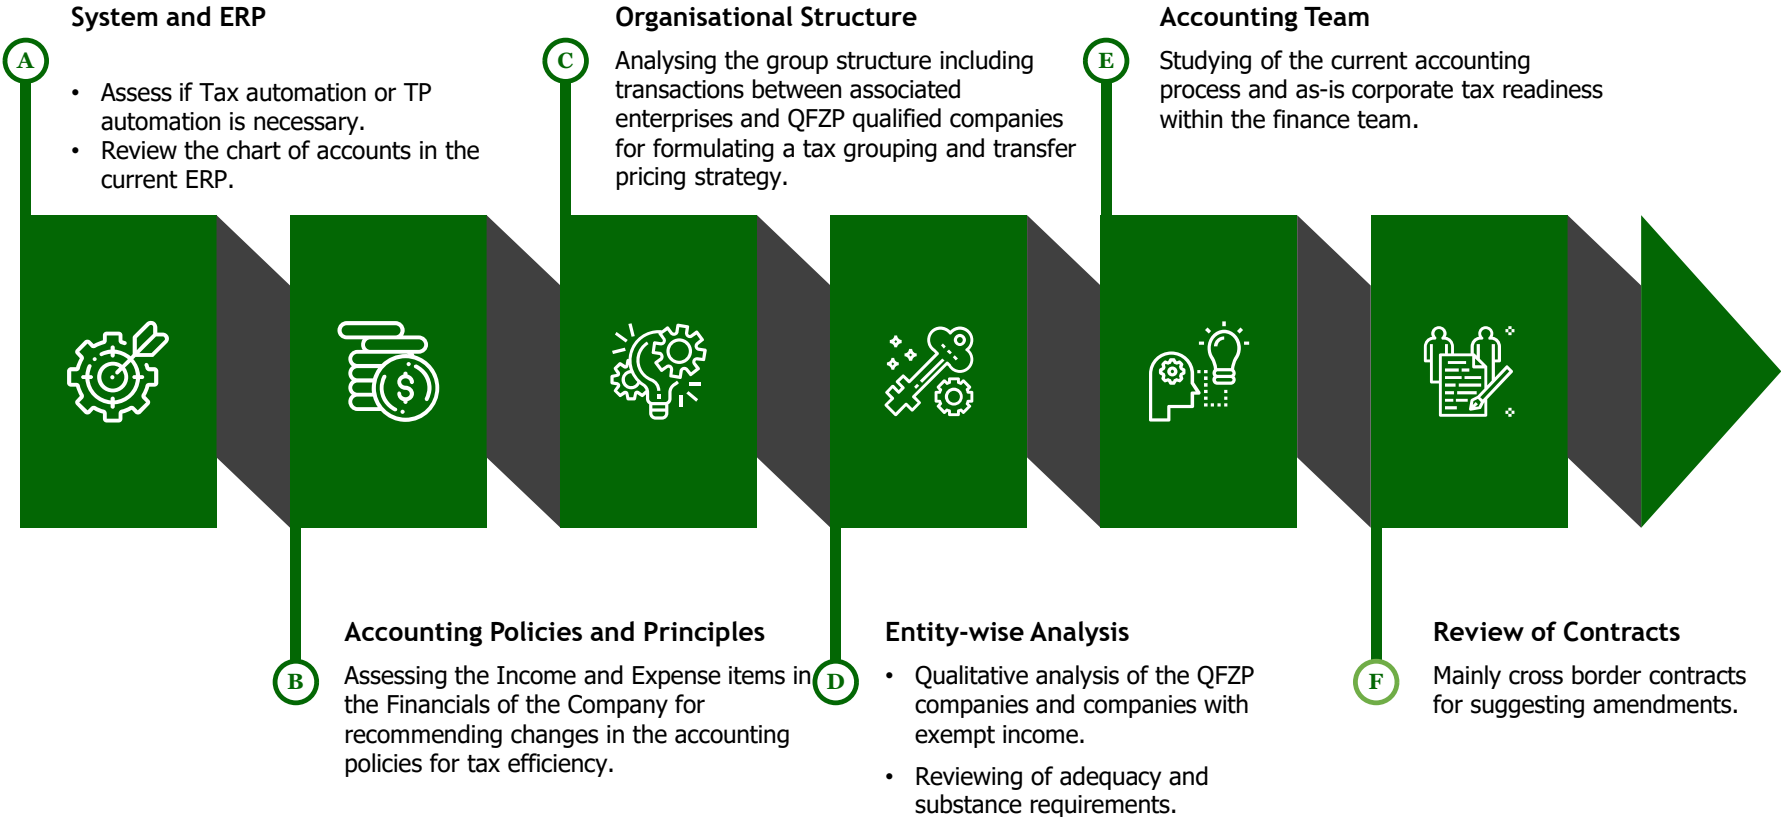 System and ERP
A
• Assess if Tax automation or TP
automation is necessary.
• Review the chart of accounts in the
current ERP.
Organisational Structure
C
Analysing the group structure including
transactions between associated
enterprises and QFZP qualified companies
for formulating a tax grouping and transfer
pricing strategy.
Accounting Team
E
Studying of the current accounting
process and as-is corporate tax readiness
within the finance team.
$
Accounting Policies and Principles
B
Assessing the Income and Expense items in
the Financials of the Company for
recommending changes in the accounting
policies for tax efficiency.
Entity-wise Analysis
D
• Qualitative analysis of the QFZP
companies and companies with
exempt income.
• Reviewing of adequacy and
substance requirements.
Review of Contracts
F
Mainly cross border contracts
for suggesting amendments.